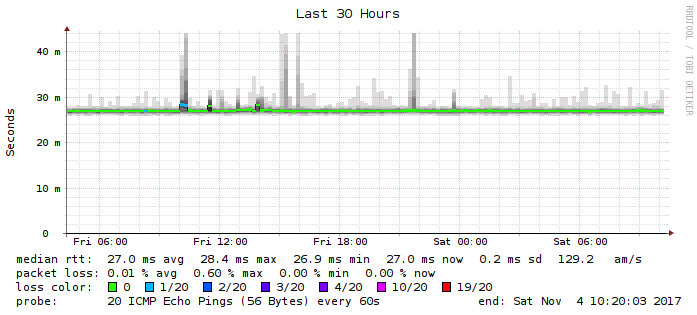 Last 30 Hours
RRDTOOL / TOBI OETIKER
Seconds
40 m
30 m
20 m
10 m
0
Fri 06:00 Fri 12:00 Fri 18:00 Sat 00:00 Sat 06:00
median rtt: 27.0 ms avg 28.4 ms max 26.9 ms min 27.0 ms now 0.2 ms sd 129.2 am/s
packet loss: 0.01 % avg 0.60 % max 0.00 % min 0.00 % now
loss color: 0 1/20 2/20 3/20 4/20 10/20 19/20
probe: 20 ICMP Echo Pings (56 Bytes) every 60s end: Sat Nov 4 10:20:03 2017